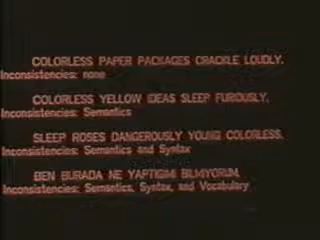 COLORLESS PAPER PACKAGES CRACKLE LOUDLY.
Inconsistencies: none
COLORLESS YELLOW IDEAS SLEEP FURIOUSLY.
Inconsistencies: Semantics
SLEEP ROSES DANGEROUSLY YOUNG COLORLESS.
Inconsistencies: Semantics and Syntax
BEN BURADA NE YAPTIGIMI BILMIYORUM.
Inconsistencies: Semantics, Syntax, and Vocabulary